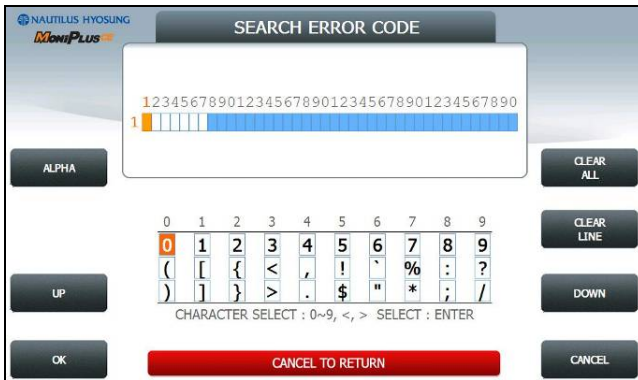 NAUTILUS HYOSUNG
MoniPlusCE
SEARCH ERROR CODE
1234567890123456789012345678901234567890
1
ALPHA
CLEAR ALL
0 1 2 3 4 5 6 7 8 9
0 1 2 3 4 5 6 7 8 9
( [ { < , ! ` % : ?
) ] } > . $ " * ; /
CLEAR LINE
UP
DOWN
CHARACTER SELECT : 0~9, <, > SELECT : ENTER
OK
CANCEL TO RETURN
CANCEL